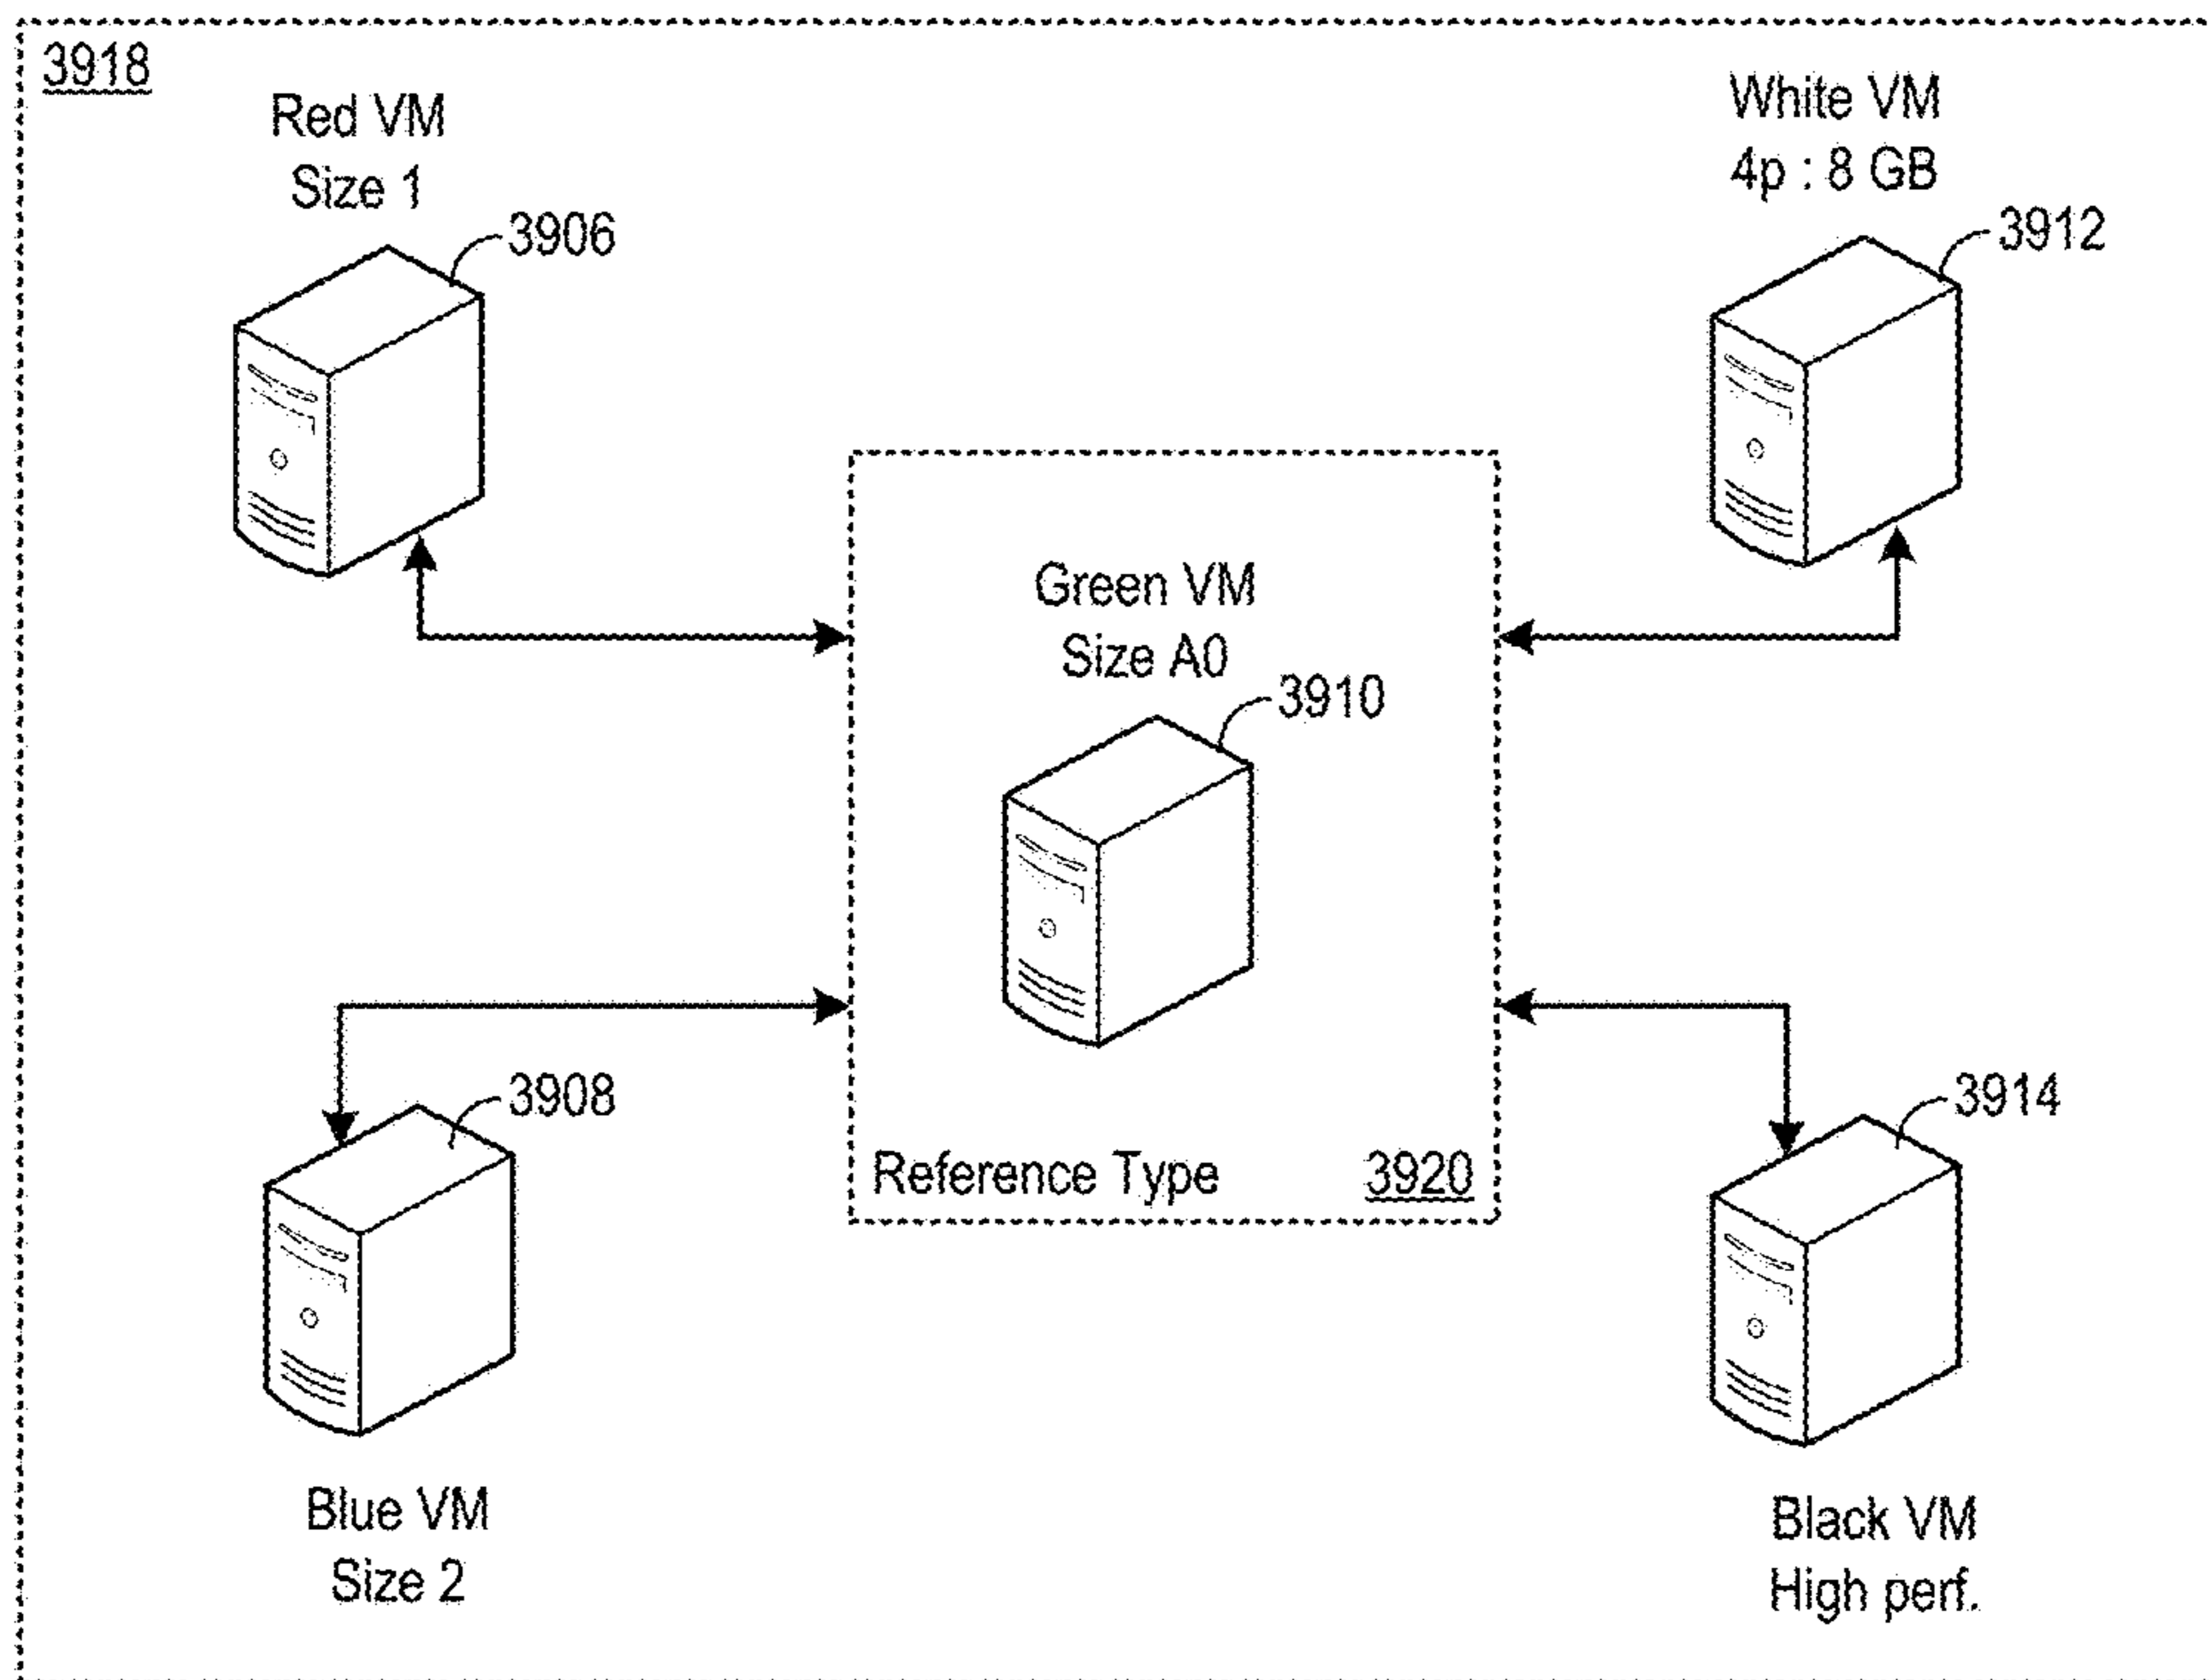 3918
Red VM
Size 1
3906
White VM
4p : 8 GB
3912
Green VM
Size A0
3910
Reference Type 3920
3908
Blue VM
Size 2
3914
Black VM
High perf.